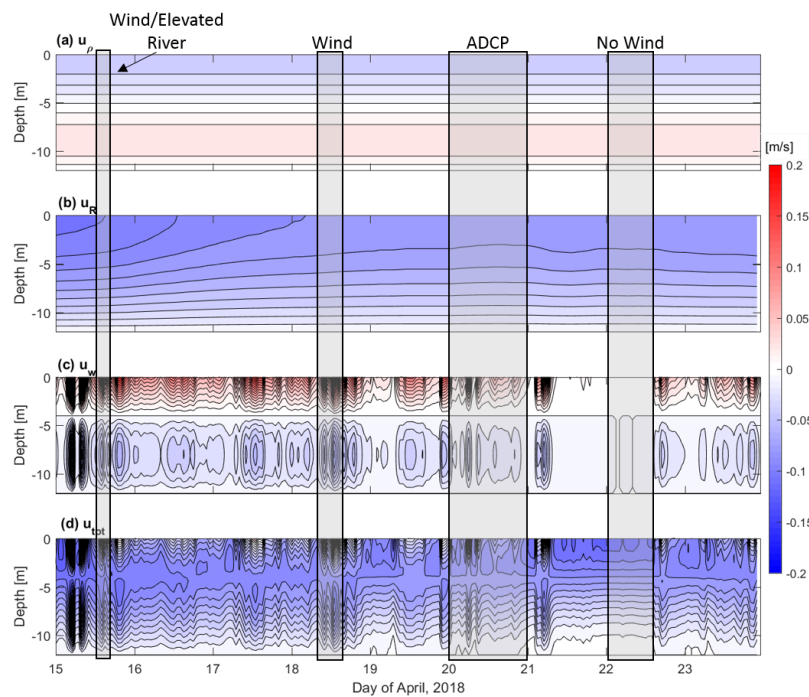 Wind/Elevated
River
Wind
ADCP
No Wind
(a) uρ
0
-5
-10
Depth [m]
[m/s]
0.2
0.15
0.1
0.05
0
-0.05
-0.1
-0.15
-0.2
(b) uR
0
-5
-10
Depth [m]
(c) uw
0
-5
-10
Depth [m]
(d) utot
0
-5
-10
Depth [m]
15 16 17 18 19 20 21 22 23
Day of April, 2018